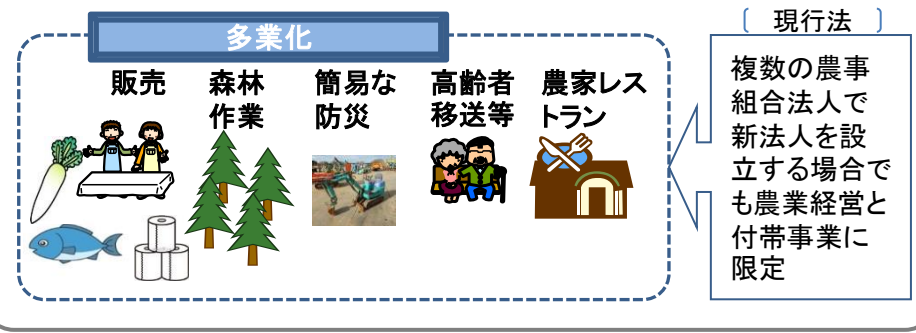 多業化
販売
森林
作業
簡易な
防災
高齢者
移送等
農家レス
トラン
〔 現行法 〕
複数の農事
組合法人で
新法人を設
立する場合で
も農業経営と
付帯事業に
限定